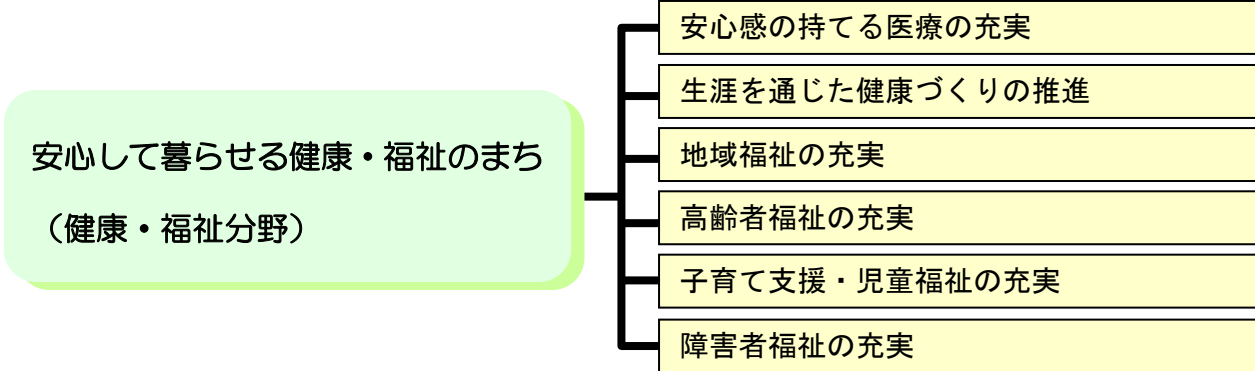 安心して暮らせる健康・福祉のまち
（健康・福祉分野）
安心感の持てる医療の充実
生涯を通じた健康づくりの推進
地域福祉の充実
高齢者福祉の充実
子育て支援・児童福祉の充実
障害者福祉の充実